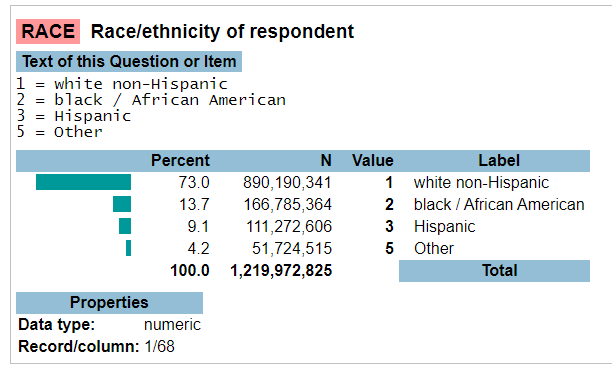 RACE Race/ethnicity of respondent
Text of this Question or Item
1 = white non-Hispanic
2 = black / African American
3 = Hispanic
5 = Other
Percent N Value Label
73.0 890,190,341 1 white non-Hispanic
13.7 166,785,364 2 black / African American
9.1 111,272,606 3 Hispanic
4.2 51,724,515 5 Other
100.0 1,219,972,825 Total
Properties
Data type: numeric
Record/column: 1/68